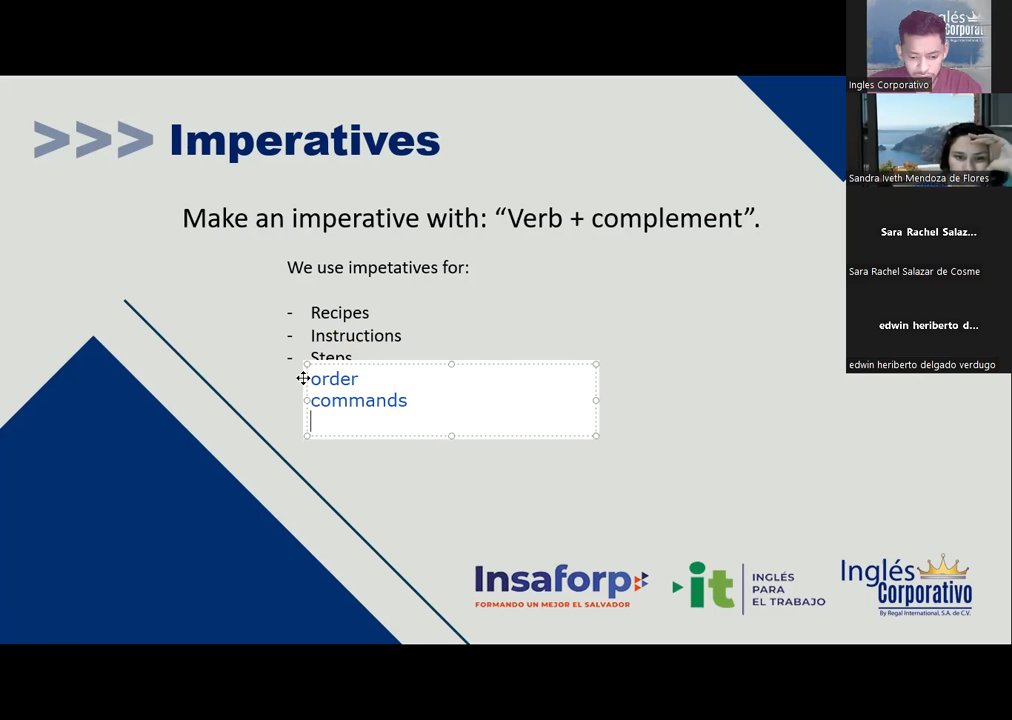 >>> Imperatives
Make an imperative with: “Verb + complement”.
We use impetatives for:
- Recipes
- Instructions
- Steps
order
commands
Insaforp
FORMANDO UN MEJOR EL SALVADOR
it
INGLÉS
PARA
EL TRABAJO
Inglés
Corporativo
By Regal International, S.A. de C.V.
Ingles Corporativo
Sandra Iveth Mendoza de Flores
Sara Rachel Salaz...
Sara Rachel Salazar de Cosme
edwin heriberto d...
edwin heriberto delgado verdugo